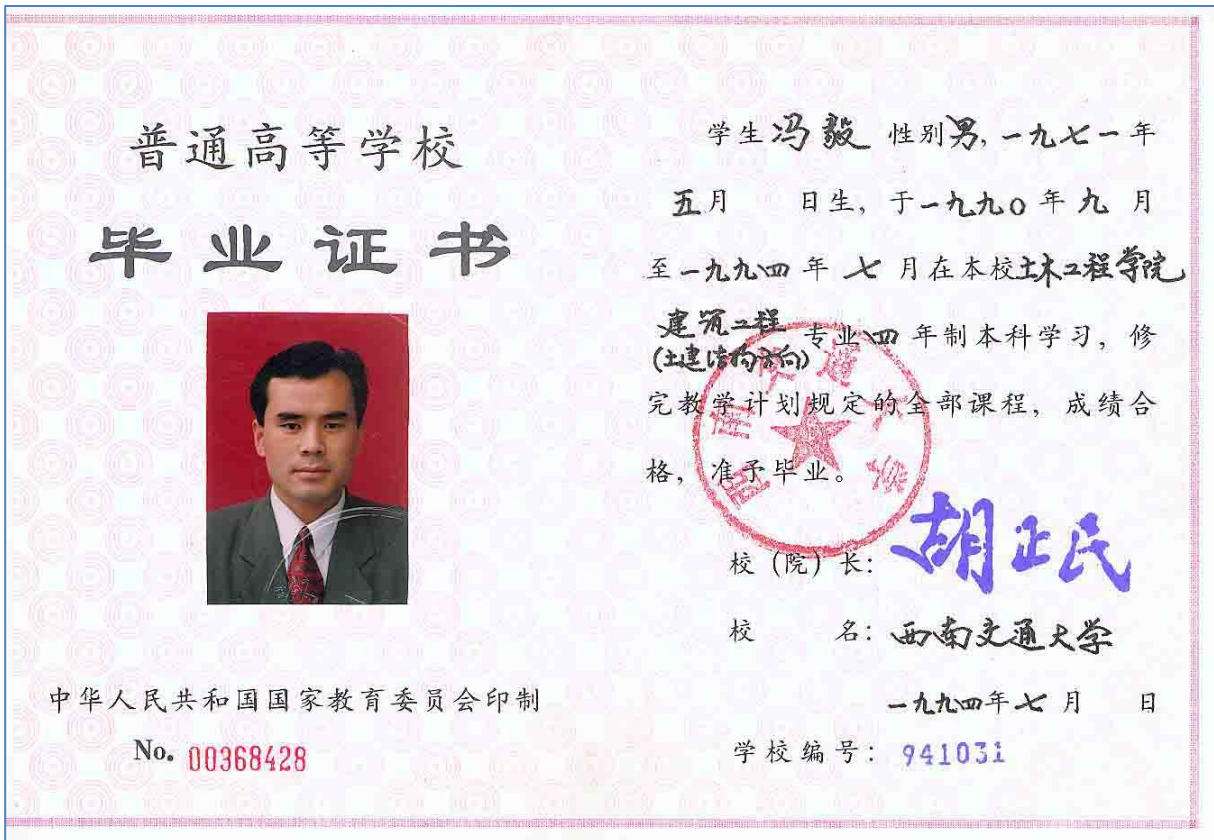 普通高等学校
毕业证书
中华人民共和国国家教育委员会印制
No. 00368428
学生 冯毅 性别男, 一九七一年
五月 日生, 于一九九〇年九月
至一九九四年七月在本校土木工程学院
建筑工程
(土建结构方向) 专业四年制本科学习, 修
完教学计划规定的全部课程, 成绩合
格, 准予毕业。
西南交通大学
校(院)长: 胡正民
校 名: 西南交通大学
一九九四年七月 日
学校编号: 941031